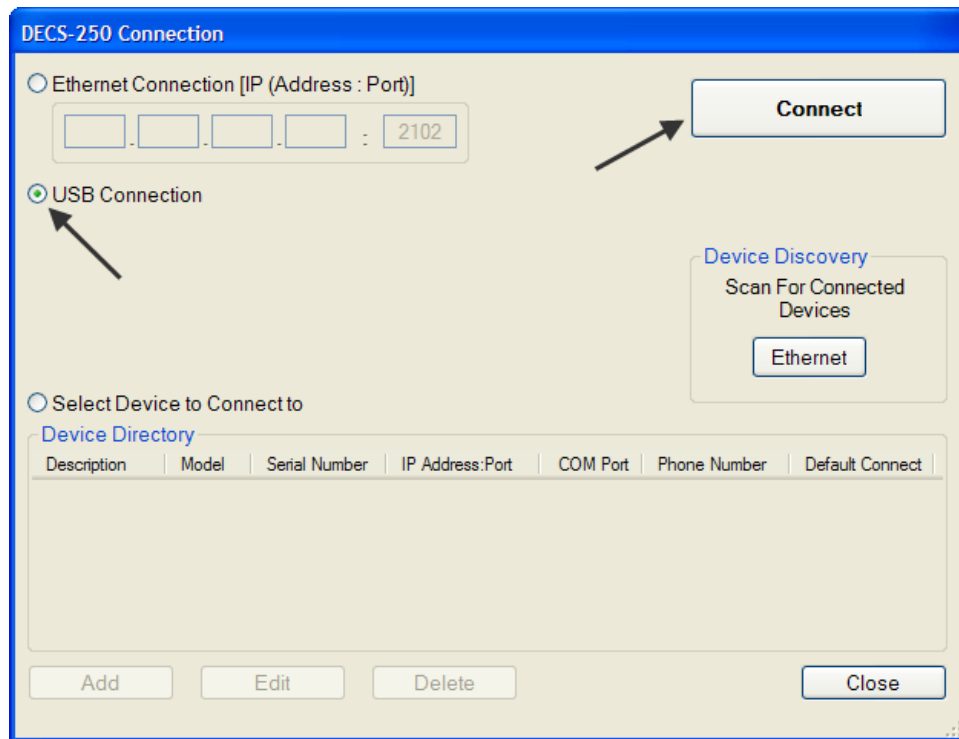 DECS-250 Connection
Ethernet Connection [IP (Address : Port)]
. . . : 2102
Connect
USB Connection
Device Discovery
Scan For Connected
Devices
Ethernet
Select Device to Connect to
Device Directory
Description Model Serial Number IP Address:Port COM Port Phone Number Default Connect
Add Edit Delete Close